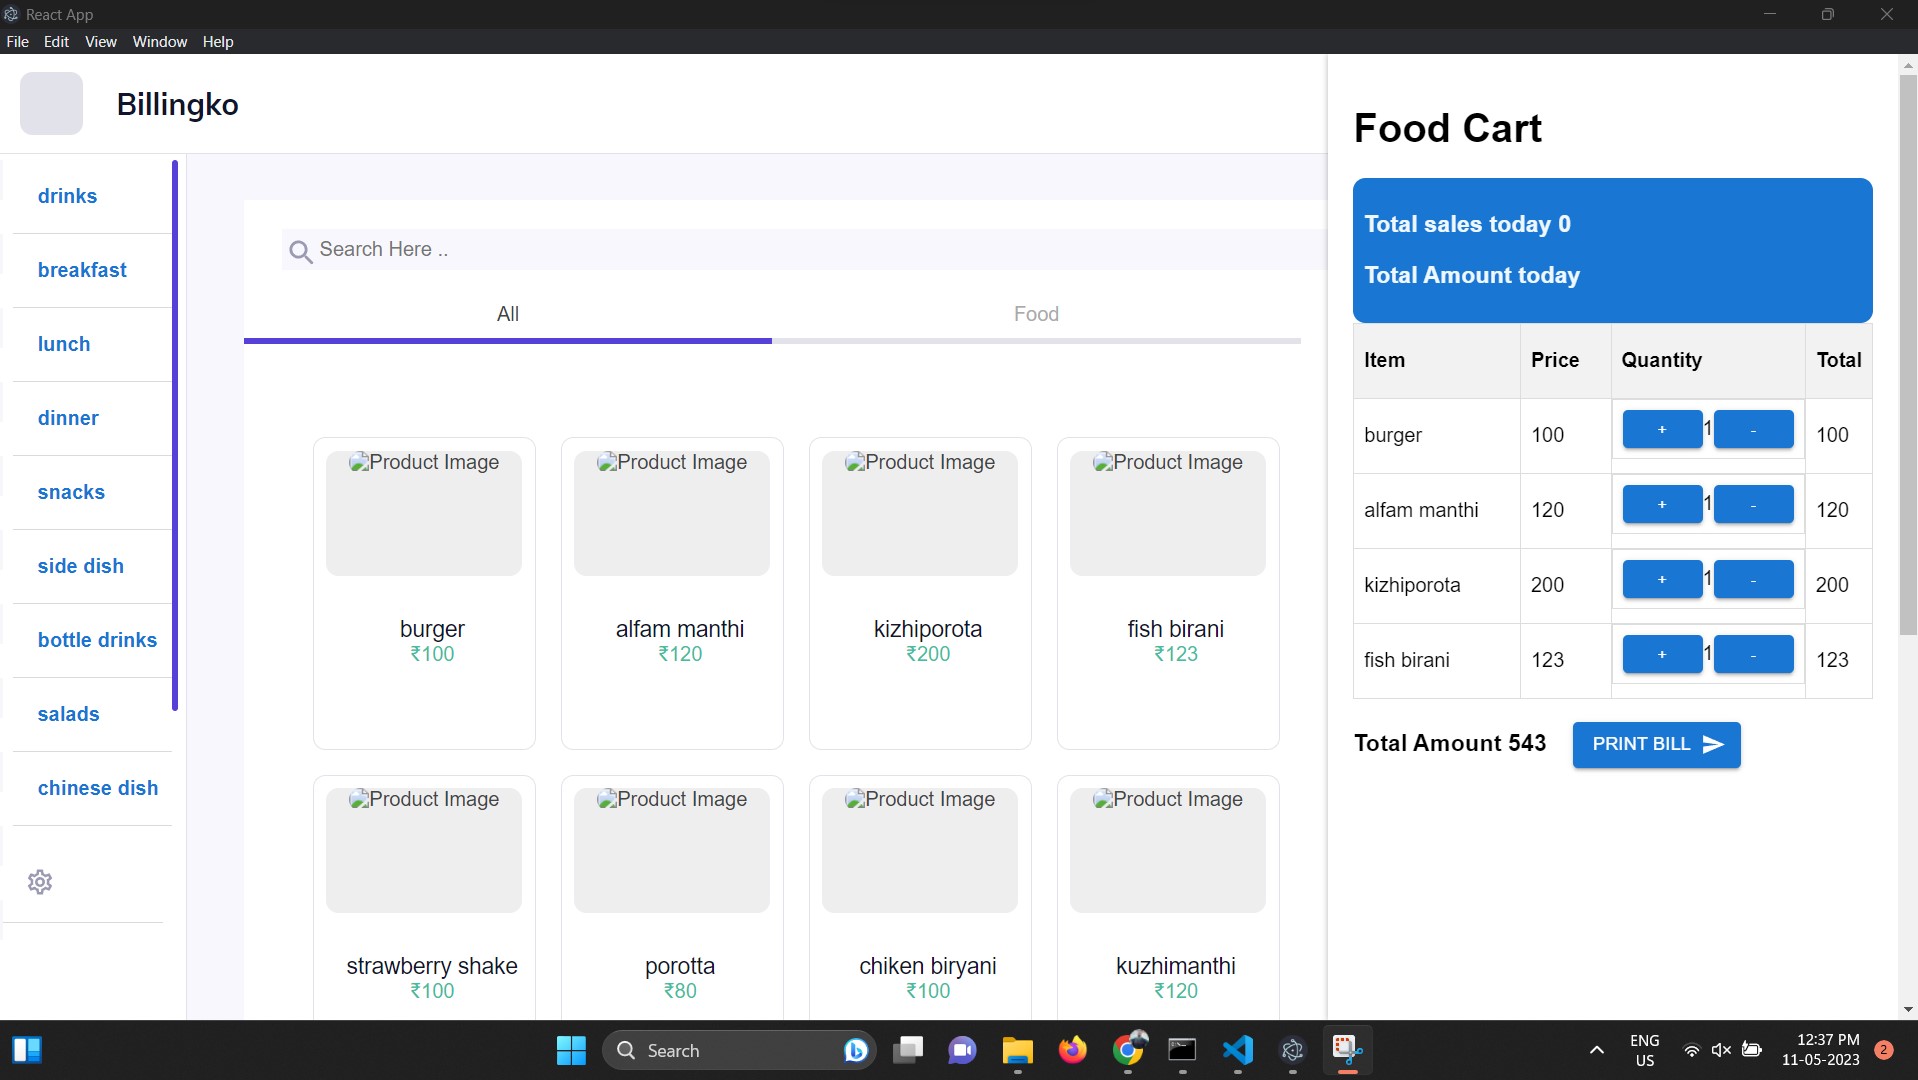 React App
File Edit View Window Help
Billingko
drinks
breakfast
lunch
dinner
snacks
side dish
bottle drinks
salads
chinese dish
Search Here ..
All Food
Product Image Product Image Product Image Product Image
burger alfam manthi kizhiporota fish birani
₹100 ₹120 ₹200 ₹123
Product Image Product Image Product Image Product Image
strawberry shake porotta chiken biryani kuzhimanthi
₹100 ₹80 ₹100 ₹120
Food Cart
Total sales today 0
Total Amount today
Item Price Quantity Total
burger 100 + 1 - 100
alfam manthi 120 + 1 - 120
kizhiporota 200 + 1 - 200
fish birani 123 + 1 - 123
Total Amount 543 PRINT BILL
Search
ENG
US
12:37 PM
11-05-2023
2